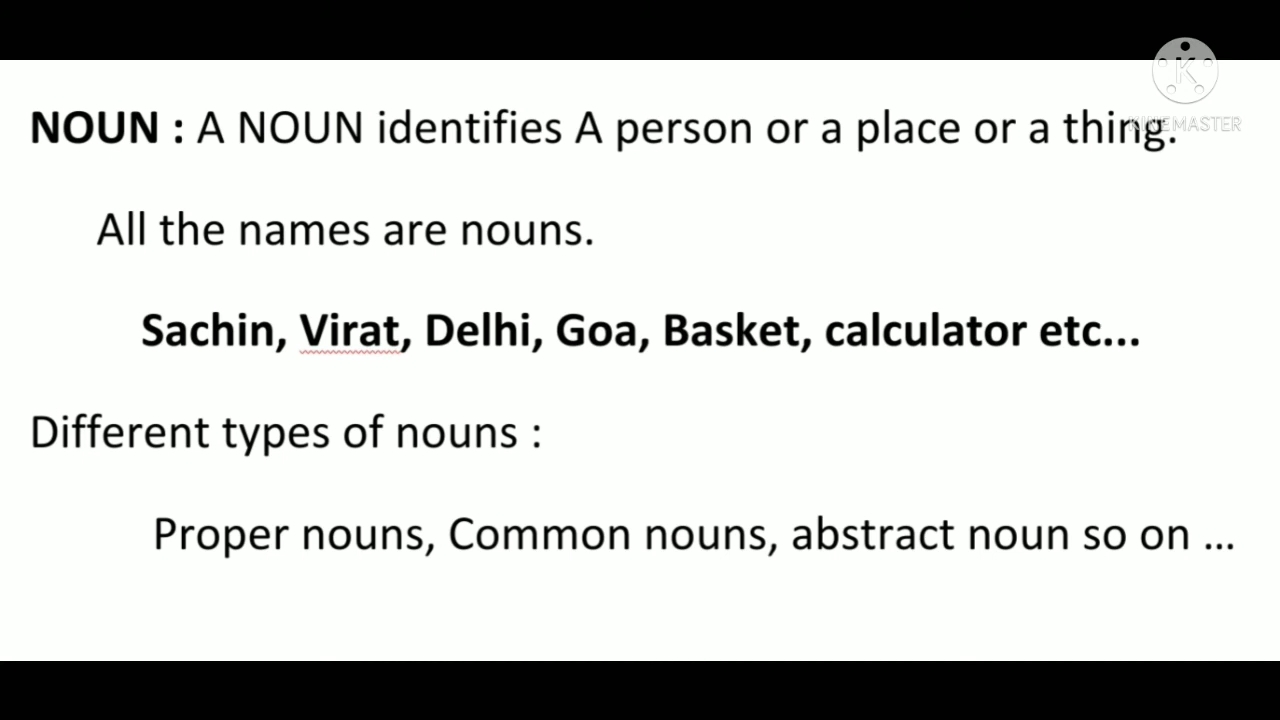 NOUN : A NOUN identifies A person or a place or a thing.
KINEMASTER
All the names are nouns.
Sachin, Virat, Delhi, Goa, Basket, calculator etc...
Different types of nouns :
Proper nouns, Common nouns, abstract noun so on ...